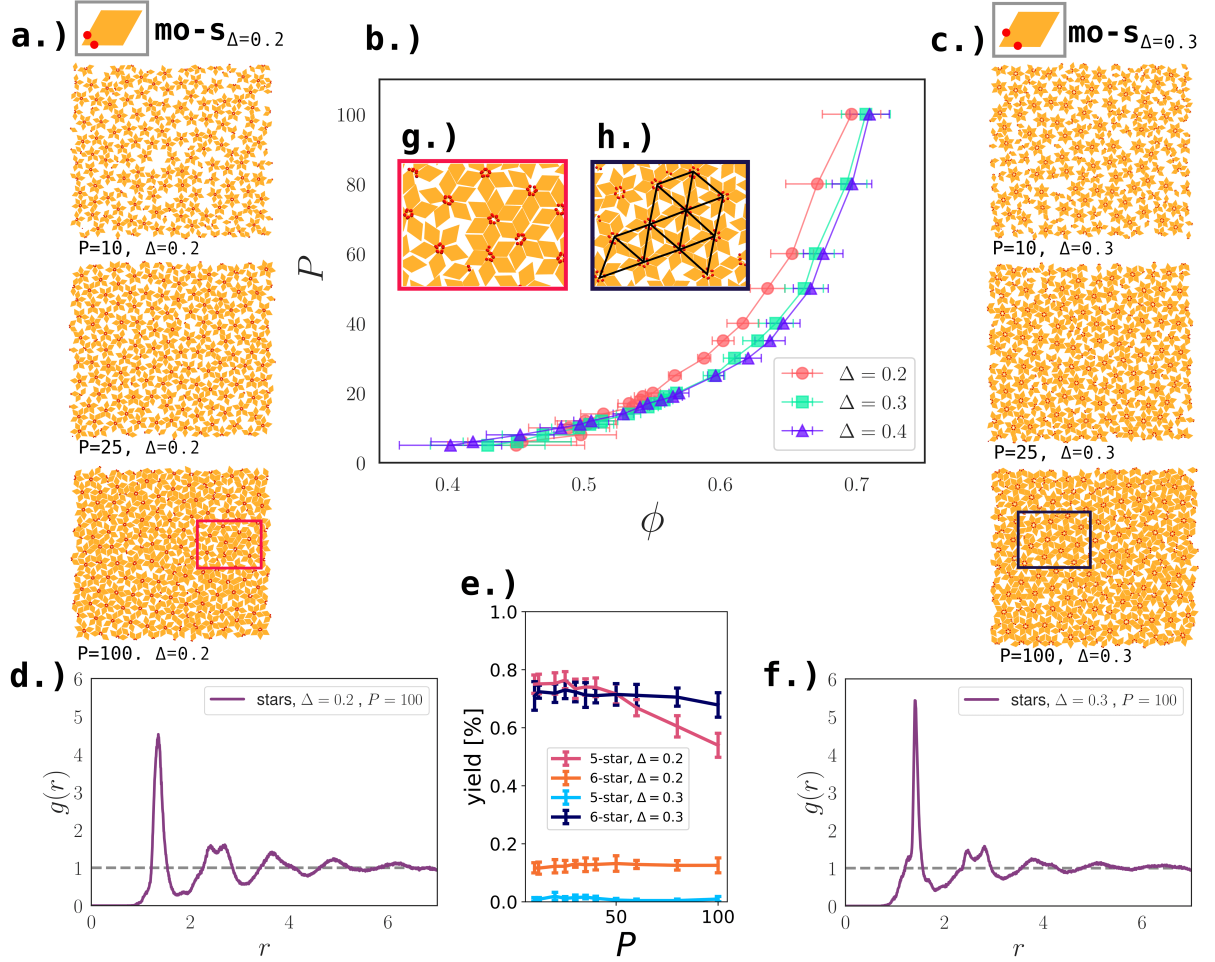 a.)
mo-sΔ=0.2
P=10, Δ=0.2
P=25, Δ=0.2
P=100. Δ=0.2
b.)
P
100
80
60
40
20
0
0.4
0.5
0.6
0.7
ϕ
g.)
h.)
Δ = 0.2
Δ = 0.3
Δ = 0.4
c.)
mo-sΔ=0.3
P=10, Δ=0.3
P=25, Δ=0.3
P=100, Δ=0.3
d.)
g(r)
6
5
4
3
2
1
0
0
2
4
6
r
stars, Δ = 0.2 , P = 100
e.)
yield [%]
1.0
0.8
0.6
0.4
0.2
0.0
50
100
P
5-star, Δ = 0.2
6-star, Δ = 0.2
5-star, Δ = 0.3
6-star, Δ = 0.3
f.)
g(r)
6
5
4
3
2
1
0
0
2
4
6
r
stars, Δ = 0.3 , P = 100